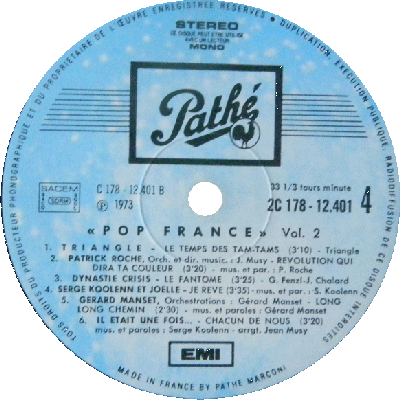 TOUS DROITS DU PRODUCTEUR PHONOGRAPHIQUE ET DU PROPRIETAIRE DE L'ŒUVRE ENREGISTREE RESERVES • DUPLICATION, EXECUTION PUBLIQUE, RADIODIFFUSION DE CE DISQUE INTERDITES
STEREO
CE DISQUE PEUT ETRE UTILISE
AVEC UN LECTEUR
MONO
Pathé
SACEM
SDRM
C 178 - 12.401 B
℗ 1973
33 1/3 tours minute
2C 178 - 12.401 4
« POP FRANCE » Vol. 2
1. TRIANGLE - LE TEMPS DES TAM-TAMS (3'10) - Triangle
2. PATRICK ROCHE, Orch. et dir. music. : J. Musy - REVOLUTION QUI
DIRA TA COULEUR (3'20) - mus. et par. : P. Roche
3. DYNASTIE CRISIS - LE FANTOME (3'25) - G. Fenzl-J. Chalard
4. SERGE KOOLENN ET JOELLE - JE REVE (3'35) - mus. et par. : S. Koolenn
5. GERARD MANSET, Orchestrations : Gérard Manset - LONG
LONG CHEMIN (2'30) - mus. et paroles : Gérard Manset
6. IL ETAIT UNE FOIS... - CHACUN DE NOUS (3'20)
mus. et paroles : Serge Koolenn - arrgt. Jean Musy
EMI
MADE IN FRANCE BY PATHE MARCONI